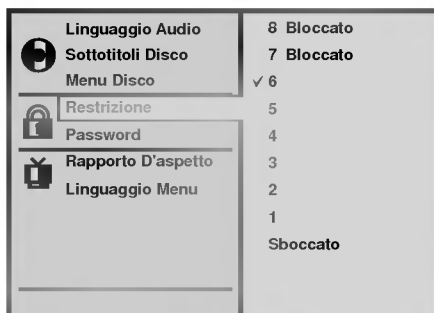 Linguaggio Audio
Sottotitoli Disco
Menu Disco
Restrizione
Password
Rapporto D'aspetto
Linguaggio Menu
8 Bloccato
7 Bloccato
✓ 6
5
4
3
2
1
Sboccato